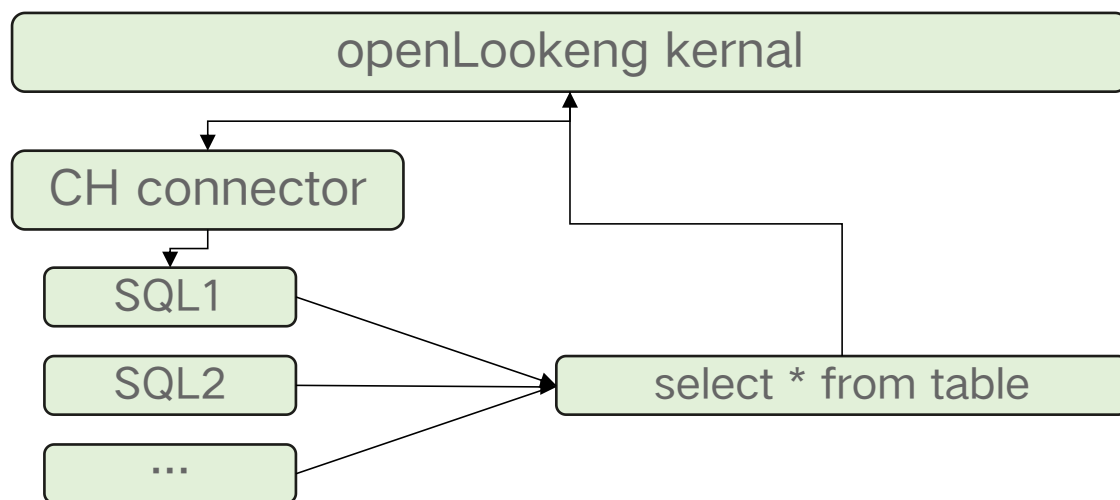 openLookeng kernal
CH connector
SQL1
SQL2
select * from table
...